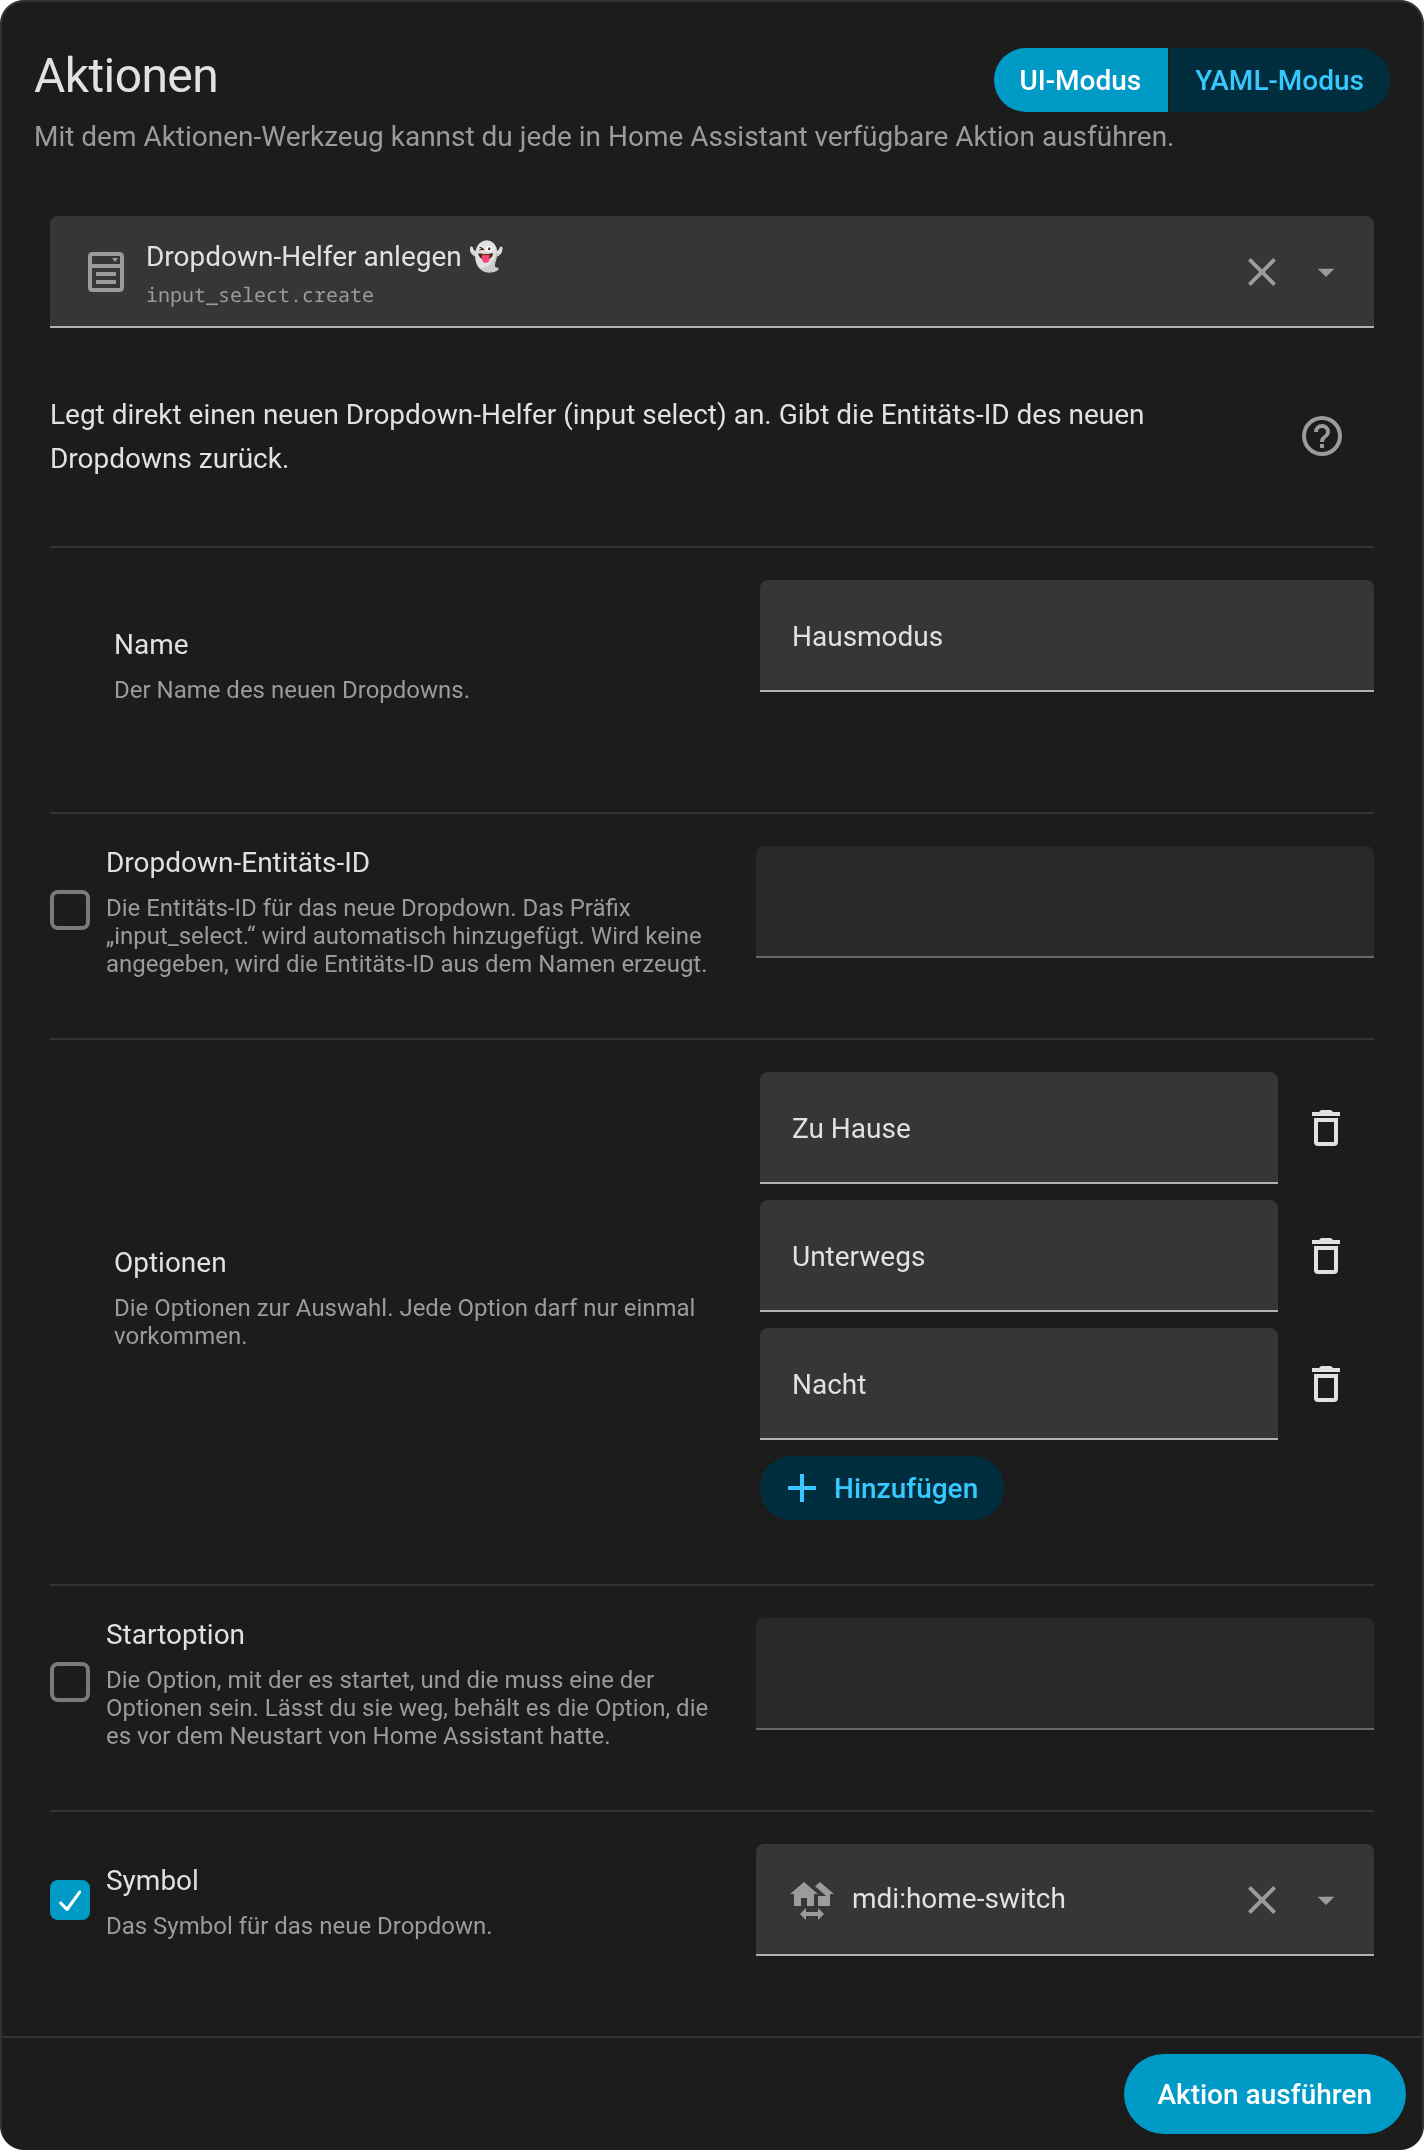 Aktionen
UI-Modus
YAML-Modus
Mit dem Aktionen-Werkzeug kannst du jede in Home Assistant verfügbare Aktion ausführen.
Dropdown-Helfer anlegen 👻
input_select.create
Legt direkt einen neuen Dropdown-Helfer (input select) an. Gibt die Entitäts-ID des neuen
Dropdowns zurück.
Name
Der Name des neuen Dropdowns.
Hausmodus
Dropdown-Entitäts-ID
Die Entitäts-ID für das neue Dropdown. Das Präfix
„input_select.“ wird automatisch hinzugefügt. Wird keine
angegeben, wird die Entitäts-ID aus dem Namen erzeugt.
Optionen
Die Optionen zur Auswahl. Jede Option darf nur einmal
vorkommen.
Zu Hause
Unterwegs
Nacht
Hinzufügen
Startoption
Die Option, mit der es startet, und die muss eine der
Optionen sein. Lässt du sie weg, behält es die Option, die
es vor dem Neustart von Home Assistant hatte.
Symbol
Das Symbol für das neue Dropdown.
mdi:home-switch
Aktion ausführen